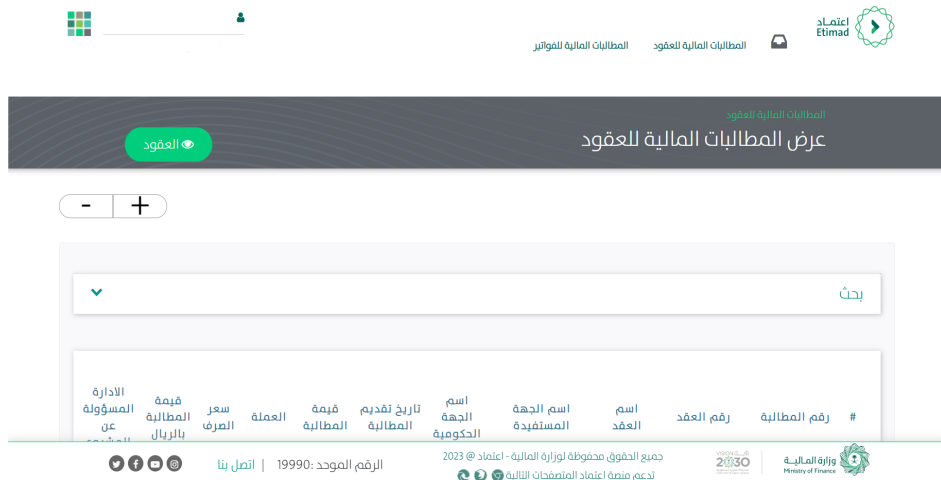 اعتمـاد
Etimad
المطالبات المالية للعقود
المطالبات المالية للفواتير
المطالبات المالية للعقود
عرض المطالبات المالية للعقود
العقود
+ -
بحث
#
رقم المطالبة
رقم العقد
اسم العقد
اسم الجهة المستفيدة
اسم الجهة الحكومية
تاريخ تقديم المطالبة
قيمة المطالبة
العملة
سعر الصرف
قيمة المطالبة بالريال
الادارة المسؤولة عن
وزارة المـالـيــة
Ministry of Finance
2030
جميع الحقوق محفوظة لوزارة المالية - اعتماد @ 2023
تدعم منصة اعتماد المتصفحات التالية
الرقم الموحد :19990 | اتصل بنا